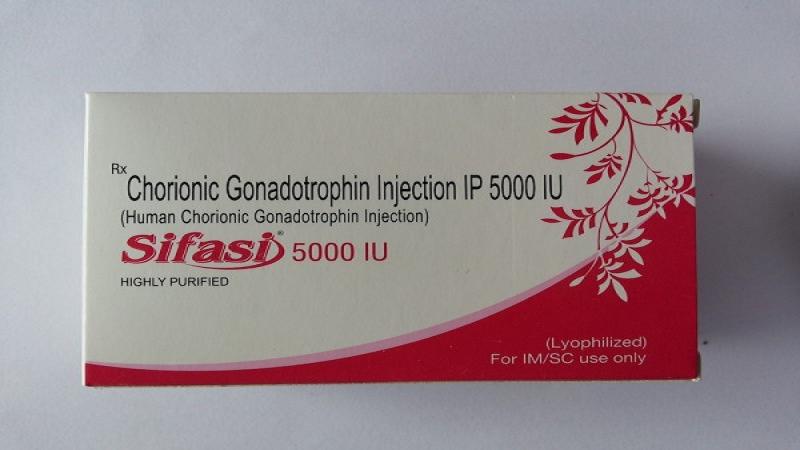 Rx
Chorionic Gonadotrophin Injection IP 5000 IU
(Human Chorionic Gonadotrophin Injection)
Sifasi® 5000 IU
HIGHLY PURIFIED
(Lyophilized)
For IM/SC use only